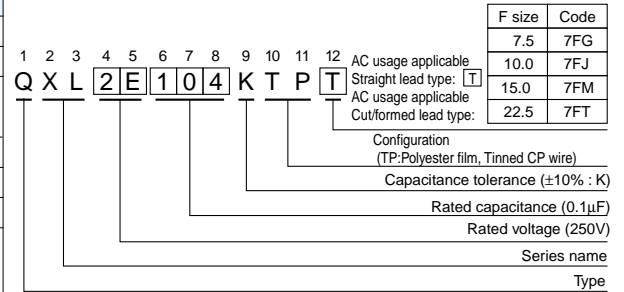 F size Code
7.5 7FG
10.0 7FJ
15.0 7FM
22.5 7FT
1 2 3 4 5 6 7 8 9 10 11 12
Q X L 2 E 1 0 4 K T P T
AC usage applicable
Straight lead type: T
AC usage applicable
Cut/formed lead type:
Configuration
(TP:Polyester film, Tinned CP wire)
Capacitance tolerance (±10% : K)
Rated capacitance (0.1μF)
Rated voltage (250V)
Series name
Type